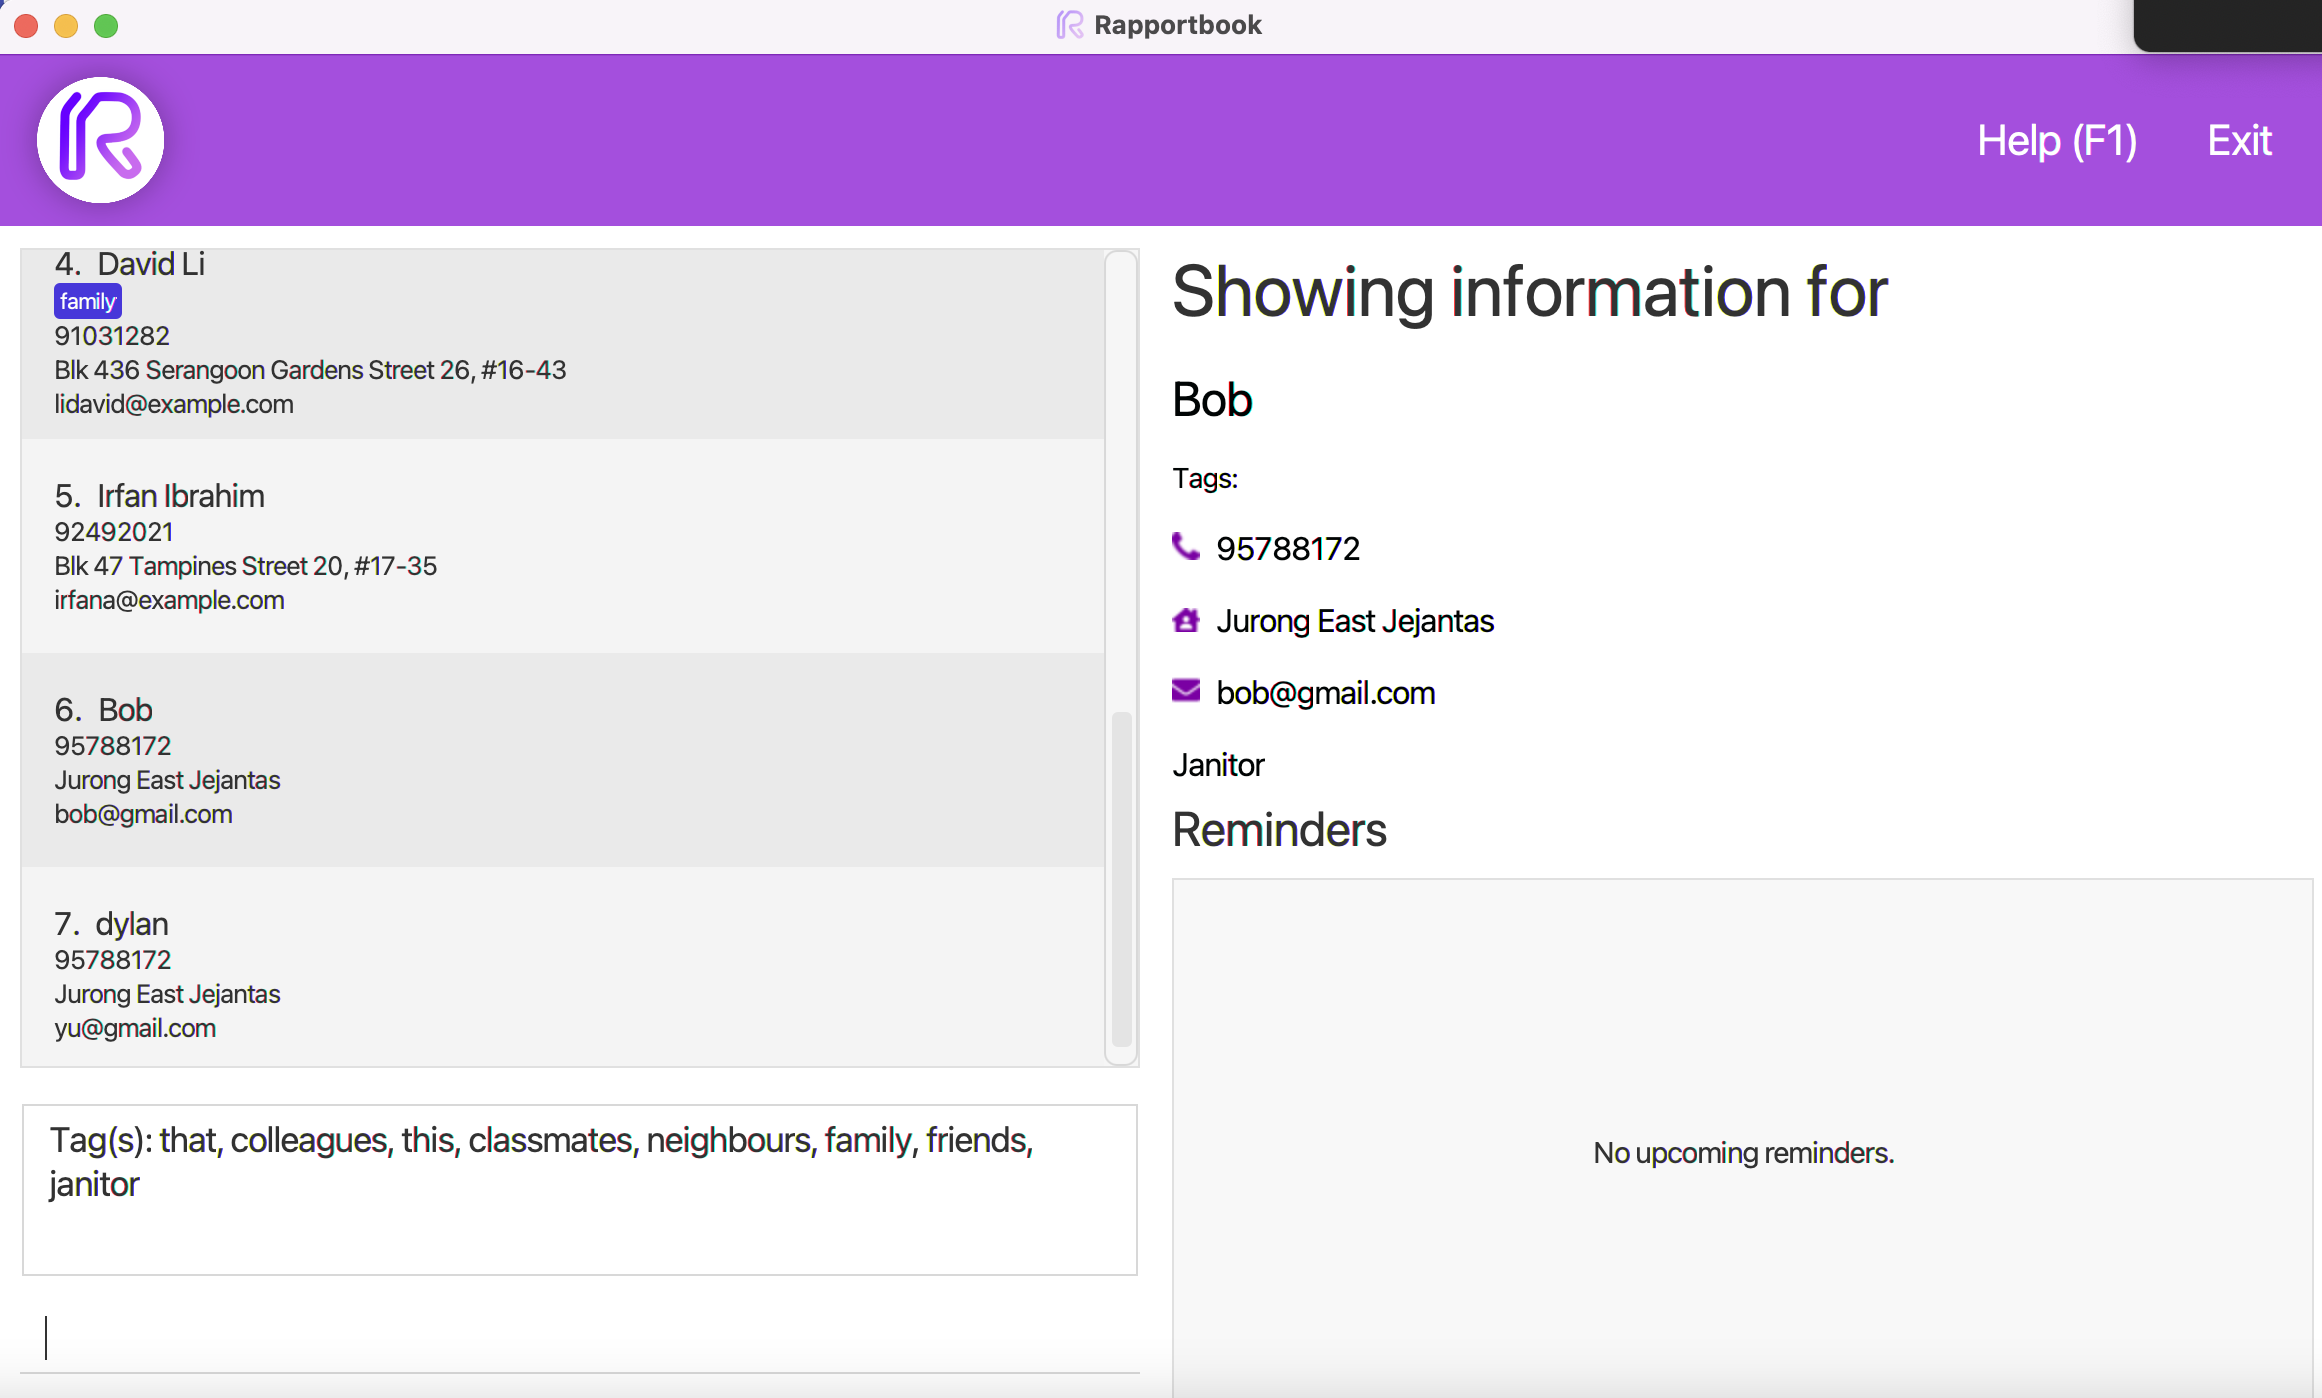 Rapportbook
Help (F1) Exit
4. David Li
family
91031282
Blk 436 Serangoon Gardens Street 26, #16-43
lidavid@example.com
5. Irfan Ibrahim
92492021
Blk 47 Tampines Street 20, #17-35
irfana@example.com
6. Bob
95788172
Jurong East Jejantas
bob@gmail.com
7. dylan
95788172
Jurong East Jejantas
yu@gmail.com
Tag(s): that, colleagues, this, classmates, neighbours, family, friends,
janitor
Showing information for
Bob
Tags:
95788172
Jurong East Jejantas
bob@gmail.com
Janitor
Reminders
No upcoming reminders.